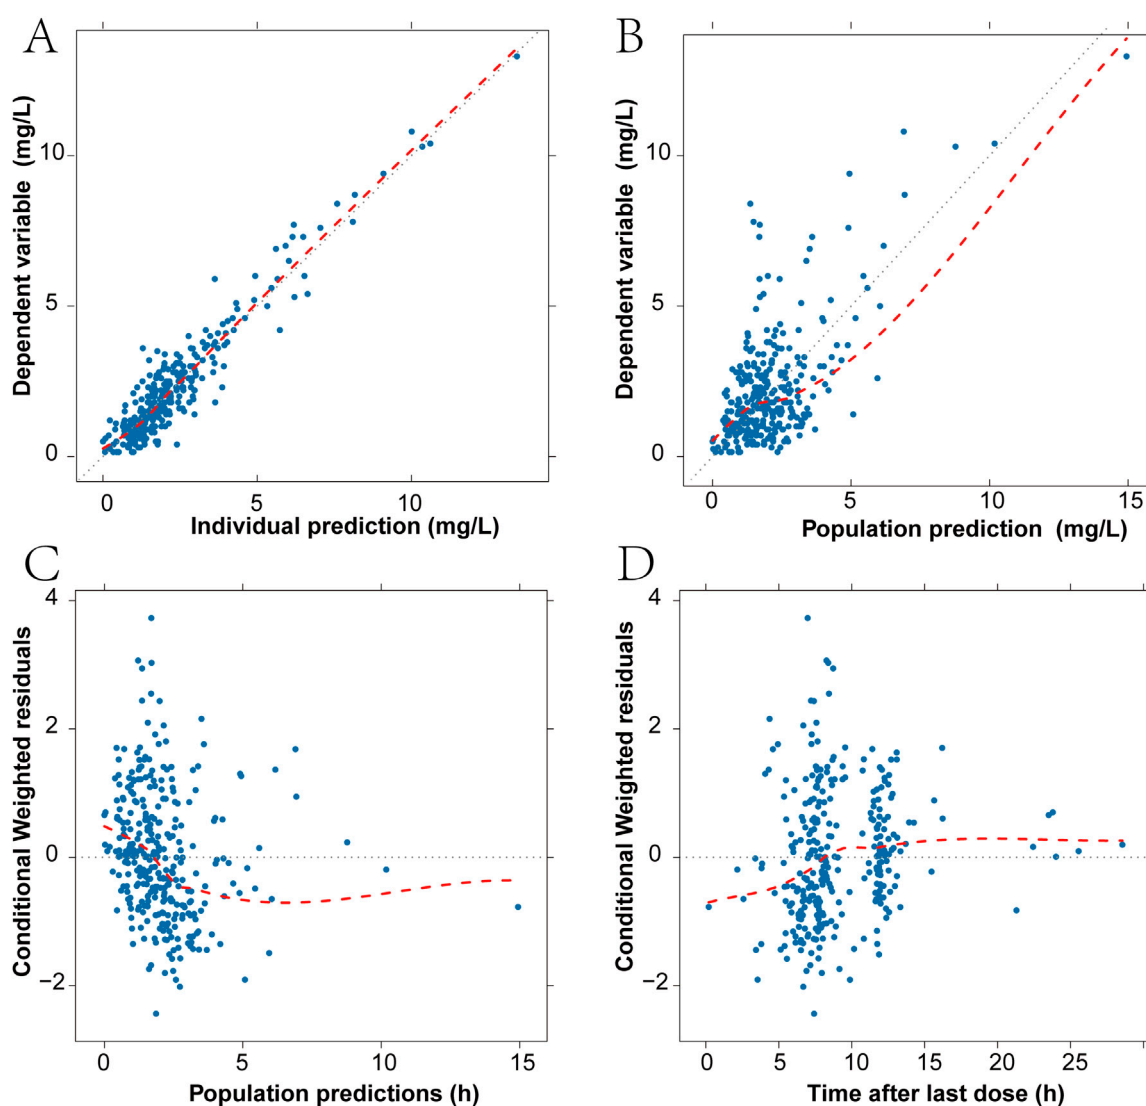 A
Dependent variable (mg/L)
10
5
0
0 5 10
Individual prediction (mg/L)
B
Dependent variable (mg/L)
10
5
0
0 5 10 15
Population prediction (mg/L)
C
Conditional Weighted residuals
4
2
0
−2
0 5 10 15
Population predictions (h)
D
Conditional Weighted residuals
4
2
0
−2
0 5 10 15 20 25
Time after last dose (h)